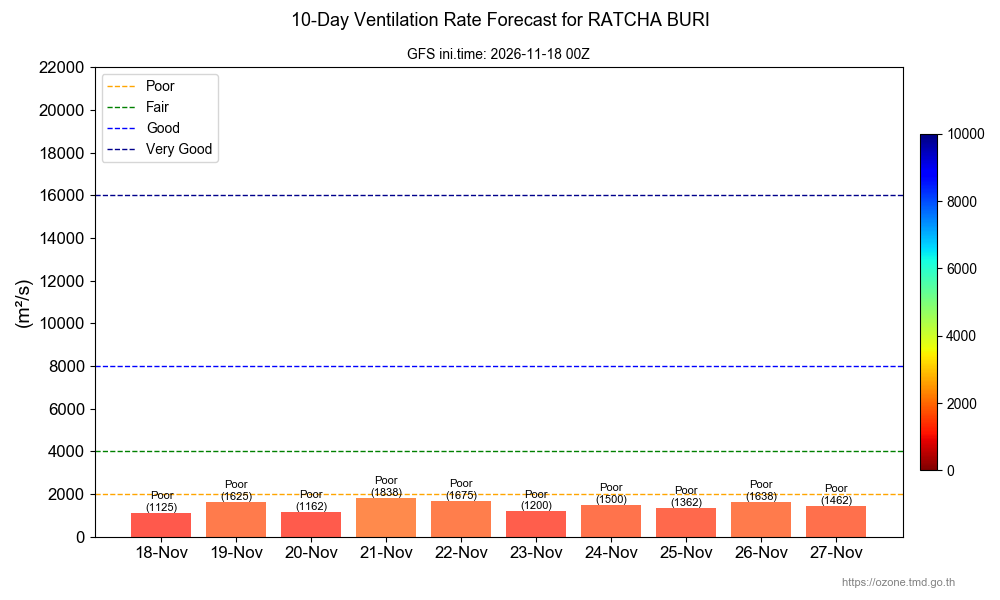 10-Day Ventilation Rate Forecast for RATCHA BURI
GFS ini.time: 2026-11-18 00Z
22000
20000
18000
16000
14000
12000
10000
8000
6000
4000
2000
0
(m²/s)
Poor
Fair
Good
Very Good
Poor
(1125)
Poor
(1625)
Poor
(1162)
Poor
(1838)
Poor
(1675)
Poor
(1200)
Poor
(1500)
Poor
(1362)
Poor
(1638)
Poor
(1462)
18-Nov 19-Nov 20-Nov 21-Nov 22-Nov 23-Nov 24-Nov 25-Nov 26-Nov 27-Nov
10000
8000
6000
4000
2000
0
https://ozone.tmd.go.th